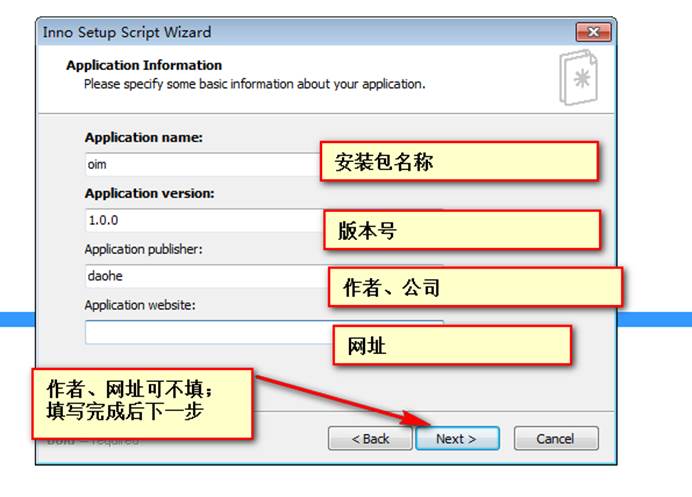 Inno Setup Script Wizard
Application Information
Please specify some basic information about your application.
Application name:
oim
安装包名称
Application version:
1.0.0
版本号
Application publisher:
daohe
作者、公司
Application website:
网址
作者、网址可不填；
填写完成后下一步
required
< Back
Next >
Cancel